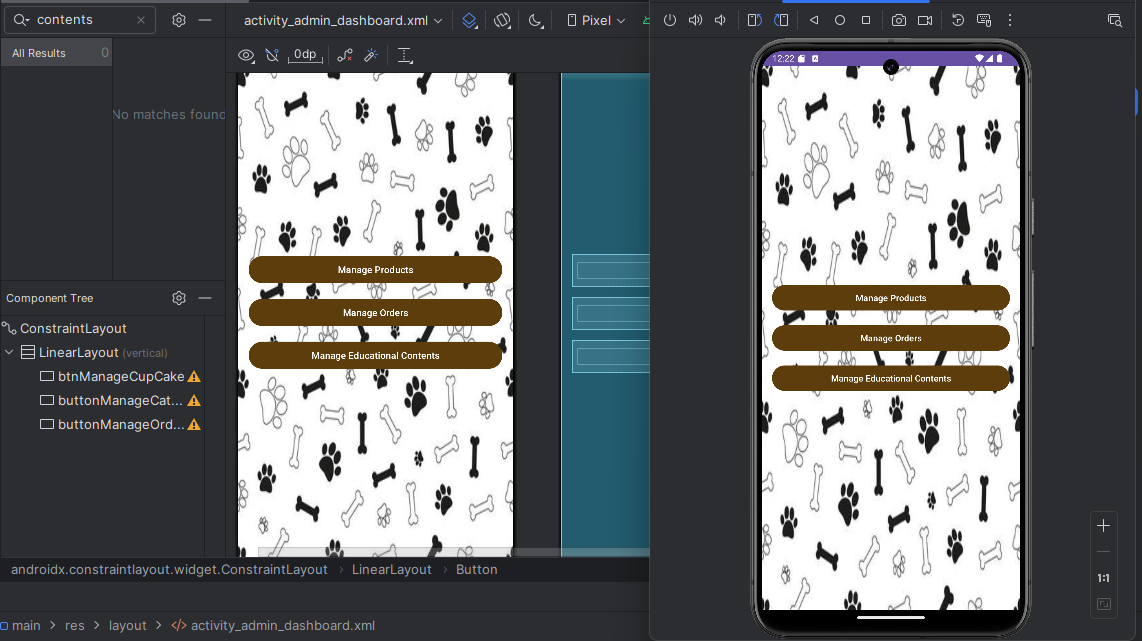 contents
activity_admin_dashboard.xml
Pixel
All Results 0
0dp
No matches found
12:22
Manage Products
Manage Orders
Manage Educational Contents
Manage Products
Manage Orders
Manage Educational Contents
Component Tree
ConstraintLayout
LinearLayout (vertical)
btnManageCupCake
buttonManageCat...
buttonManageOrd...
1:1
androidx.constraintlayout.widget.ConstraintLayout > LinearLayout > Button
main > res > layout > </> activity_admin_dashboard.xml